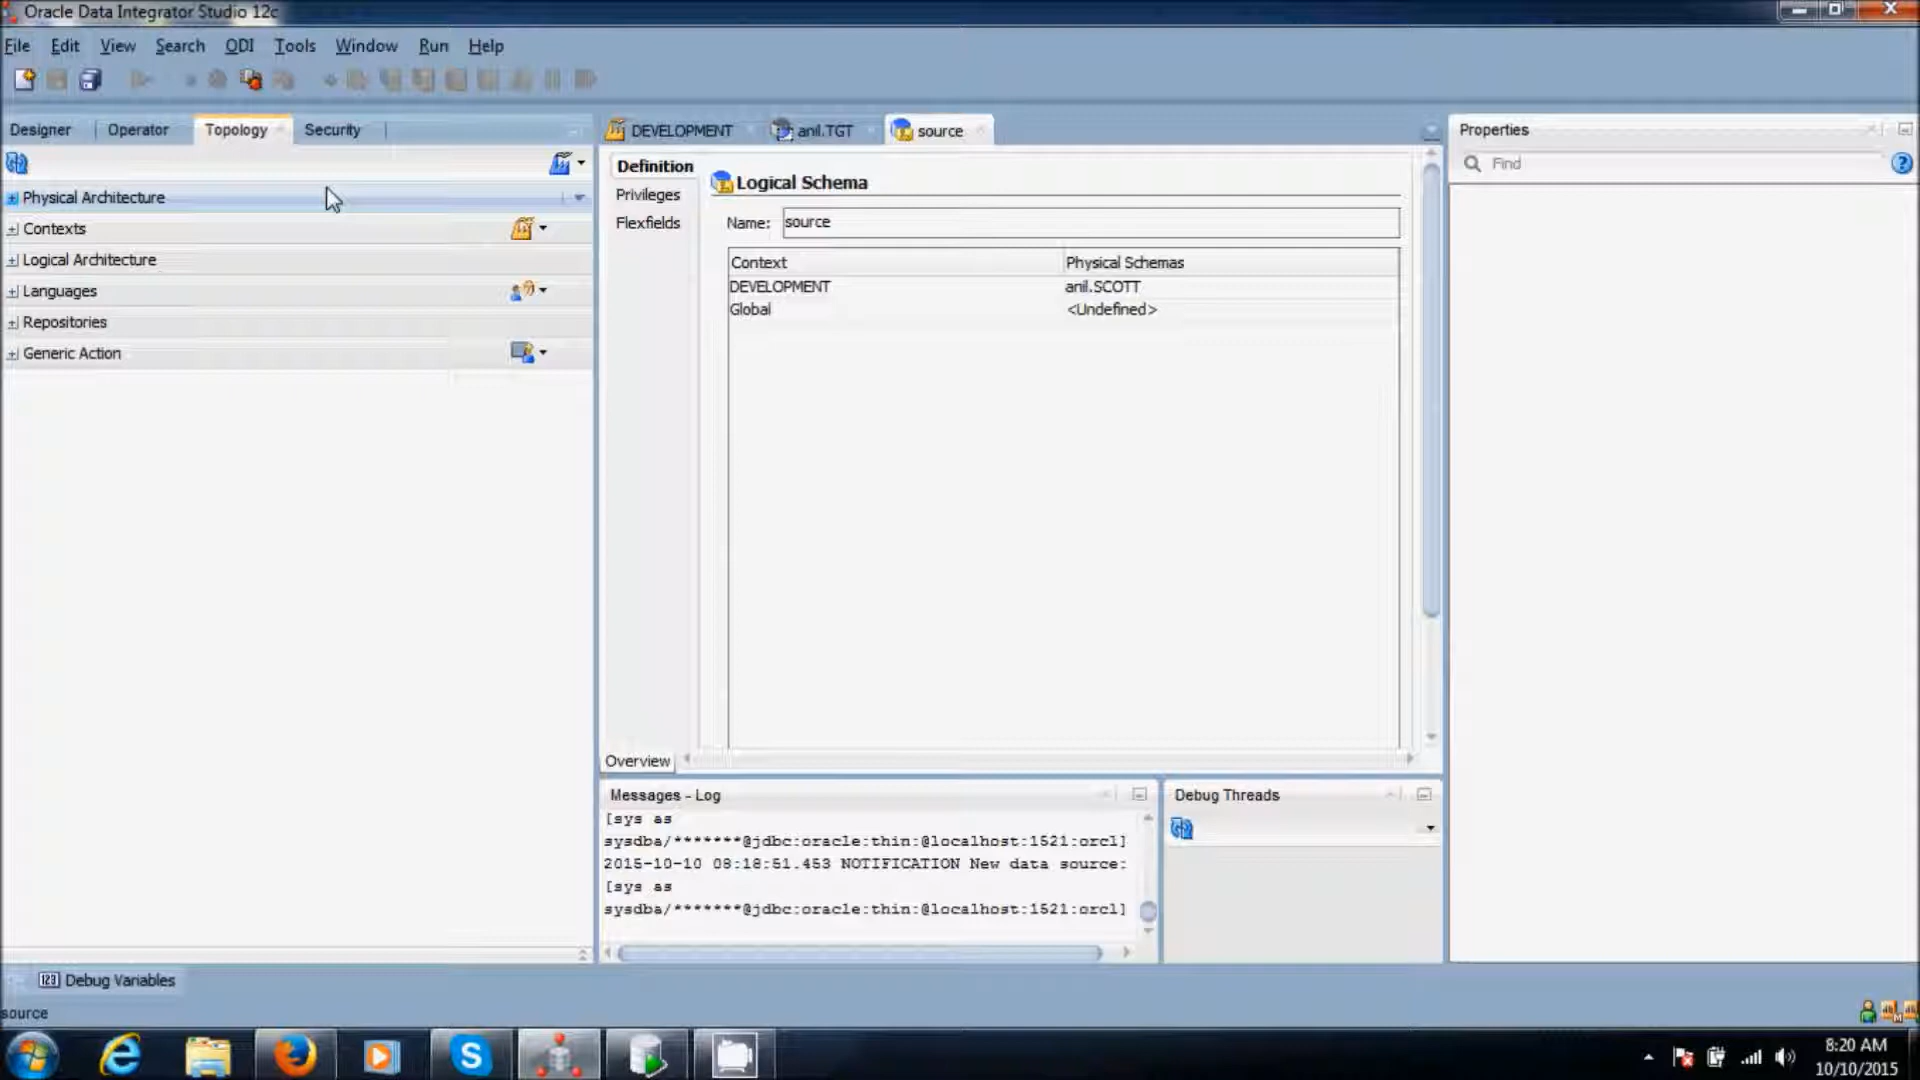 Oracle Data Integrator Studio 12c
File Edit View Search ODI Tools Window Run Help
Designer Operator Topology Security
Physical Architecture
Contexts
Logical Architecture
Languages
Repositories
Generic Action
DEVELOPMENT anil.TGT source
Definition
Privileges
Flexfields
Logical Schema
Name: source
Context Physical Schemas
DEVELOPMENT anil.SCOTT
Global <Undefined>
Overview
Properties
Find
Messages - Log
[sys as
sysdba/*******@jdbc:oracle:thin:@localhost:1521:orcl]
2015-10-10 08:18:51.453 NOTIFICATION New data source:
[sys as
sysdba/*******@jdbc:oracle:thin:@localhost:1521:orcl]
Debug Threads
123 Debug Variables
source
8:20 AM
10/10/2015